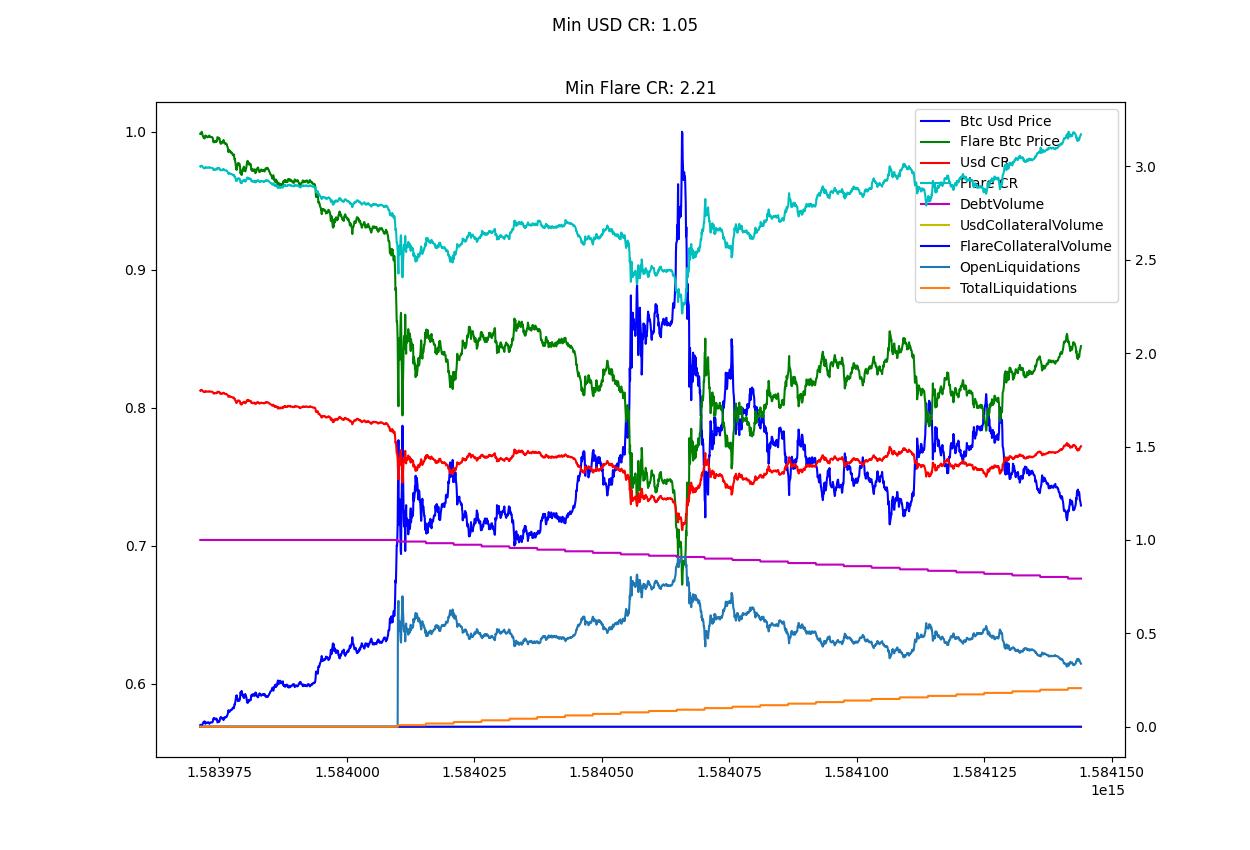 Min USD CR: 1.05
Min Flare CR: 2.21
Btc Usd Price
Flare Btc Price
Usd CR
Flare CR
DebtVolume
UsdCollateralVolume
FlareCollateralVolume
OpenLiquidations
TotalLiquidations
1.0
0.9
0.8
0.7
0.6
3.0
2.5
2.0
1.5
1.0
0.5
0.0
1.583975 1.584000 1.584025 1.584050 1.584075 1.584100 1.584125 1.584150
1e15